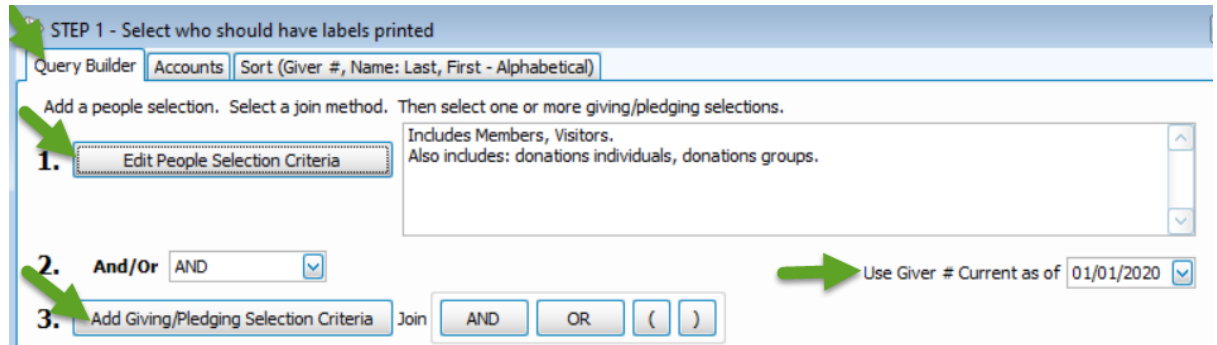 STEP 1 - Select who should have labels printed
Query Builder Accounts Sort (Giver #, Name: Last, First - Alphabetical)
Add a people selection. Select a join method. Then select one or more giving/pledging selections.
1. Edit People Selection Criteria
Includes Members, Visitors.
Also includes: donations individuals, donations groups.
2. And/Or AND
Use Giver # Current as of 01/01/2020
3. Add Giving/Pledging Selection Criteria Join AND OR ( )